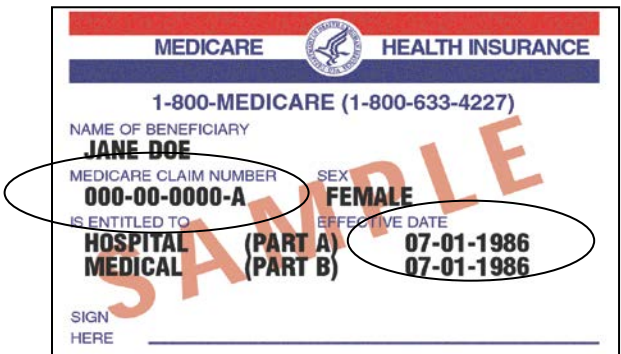 MEDICARE HEALTH INSURANCE
1-800-MEDICARE (1-800-633-4227)
NAME OF BENEFICIARY
JANE DOE
MEDICARE CLAIM NUMBER SEX
000-00-0000-A FEMALE
IS ENTITLED TO EFFECTIVE DATE
HOSPITAL (PART A) 07-01-1986
MEDICAL (PART B) 07-01-1986
SIGN
HERE
SAMPLE